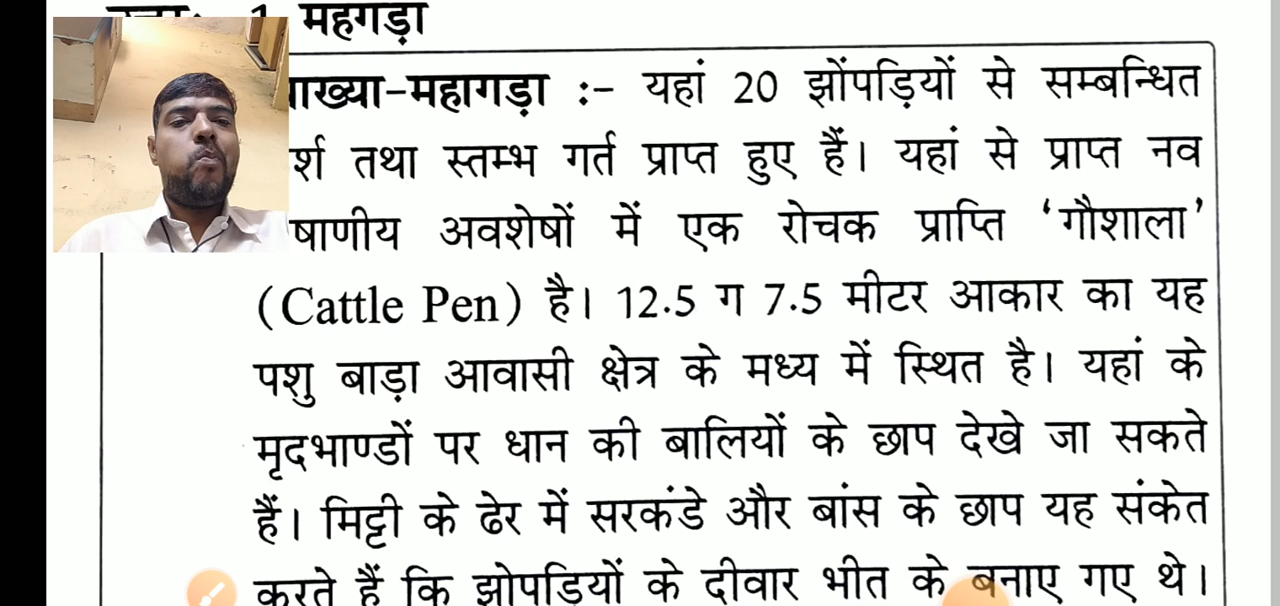 1 महगड़ा
ाख्या-महागड़ा :- यहां 20 झोंपड़ियों से सम्बन्धित
र्श तथा स्तम्भ गर्त प्राप्त हुए हैं। यहां से प्राप्त नव
षाणीय अवशेषों में एक रोचक प्राप्ति ‘गौशाला’
(Cattle Pen) है। 12.5 ग 7.5 मीटर आकार का यह
पशु बाड़ा आवासी क्षेत्र के मध्य में स्थित है। यहां के
मृदभाण्डों पर धान की बालियों के छाप देखे जा सकते
हैं। मिट्टी के ढेर में सरकंडे और बांस के छाप यह संकेत
करते हैं कि झोपड़ियों के दीवार भीत के बनाए गए थे।